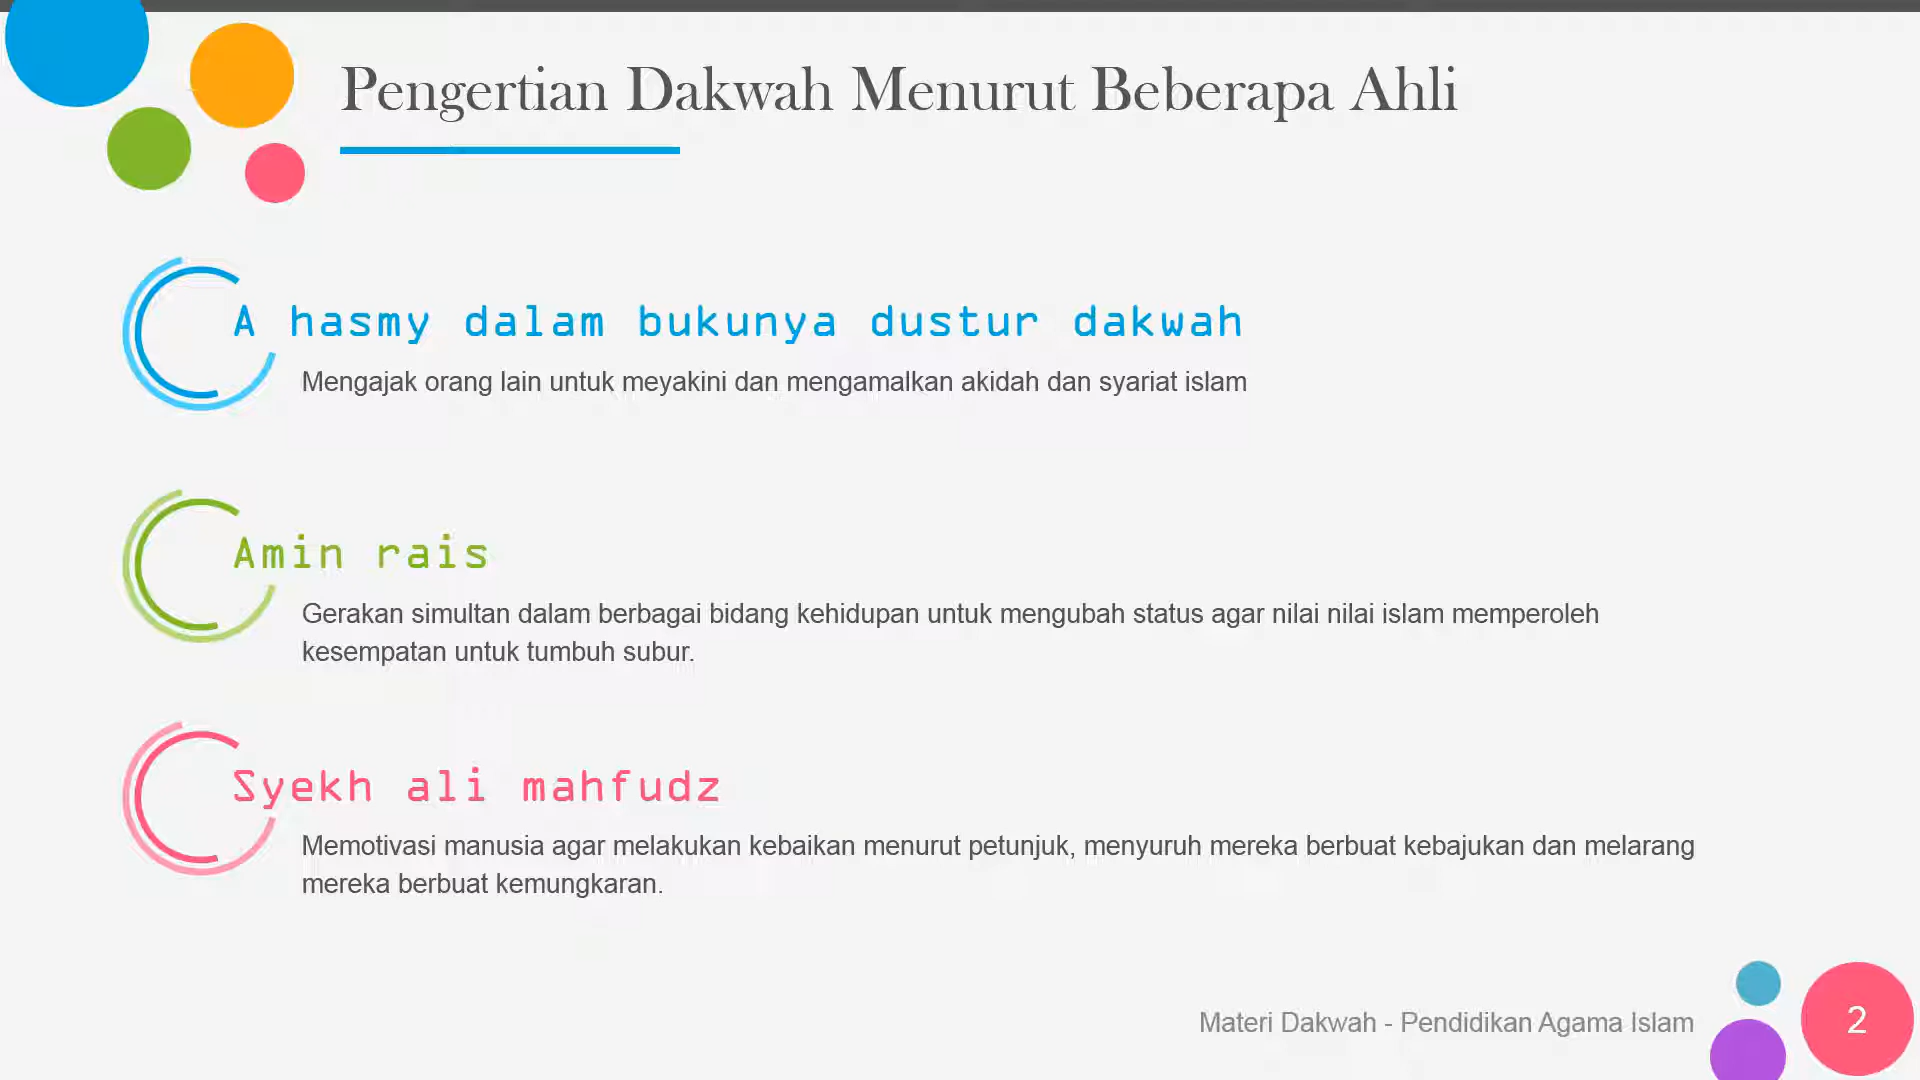 Pengertian Dakwah Menurut Beberapa Ahli
A hasmy dalam bukunya dustur dakwah
Mengajak orang lain untuk meyakini dan mengamalkan akidah dan syariat islam
Amin rais
Gerakan simultan dalam berbagai bidang kehidupan untuk mengubah status agar nilai nilai islam memperoleh
kesempatan untuk tumbuh subur.
Syekh ali mahfudz
Memotivasi manusia agar melakukan kebaikan menurut petunjuk, menyuruh mereka berbuat kebajukan dan melarang
mereka berbuat kemungkaran.
Materi Dakwah - Pendidikan Agama Islam
2